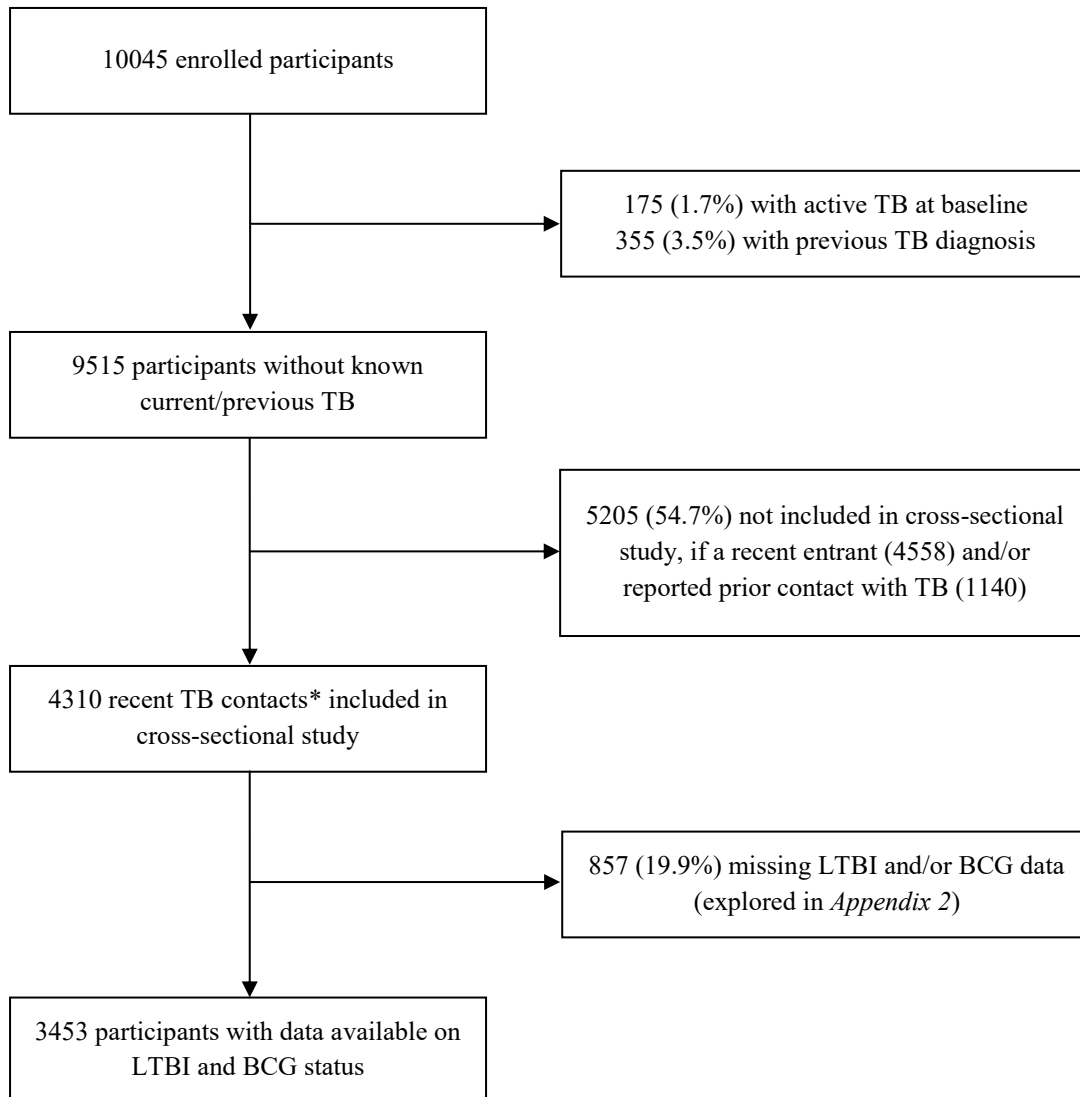 10045 enrolled participants
175 (1.7%) with active TB at baseline
355 (3.5%) with previous TB diagnosis
9515 participants without known
current/previous TB
5205 (54.7%) not included in cross-sectional
study, if a recent entrant (4558) and/or
reported prior contact with TB (1140)
4310 recent TB contacts* included in
cross-sectional study
857 (19.9%) missing LTBI and/or BCG data
(explored in Appendix 2)
3453 participants with data available on
LTBI and BCG status